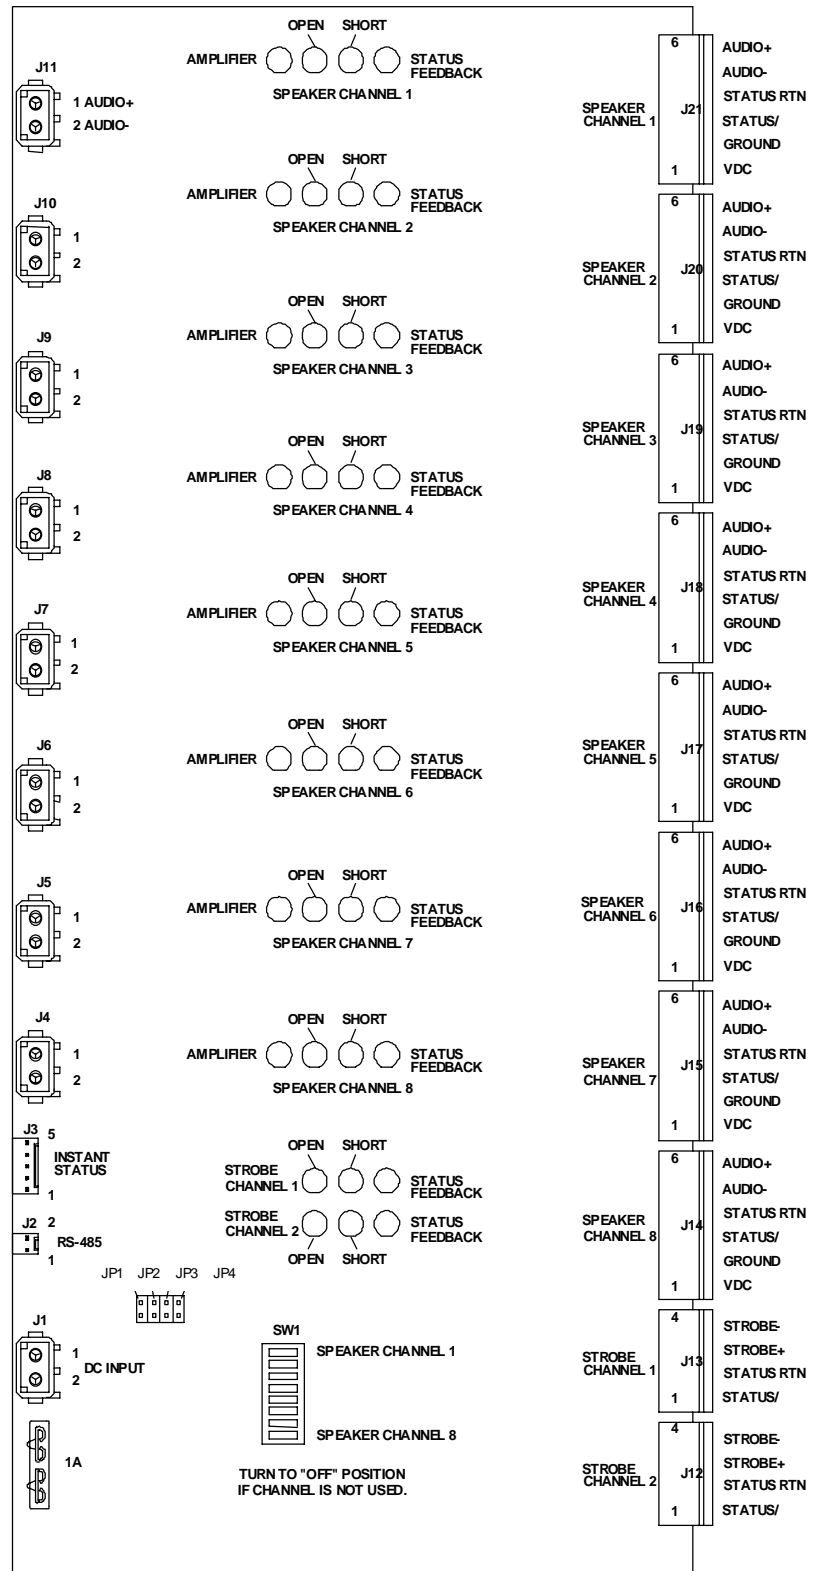 J11
1 AUDIO+
2 AUDIO-
J10
1
2
J9
1
2
J8
1
2
J7
1
2
J6
1
2
J5
1
2
J4
1
2
J3 5
INSTANT
STATUS
1
J2 2
RS-485
1
JP1 JP2 JP3 JP4
J1
1
DC INPUT
2
1A
OPEN SHORT
AMPLIFIER
STATUS
FEEDBACK
SPEAKER CHANNEL 1
OPEN SHORT
AMPLIFIER
STATUS
FEEDBACK
SPEAKER CHANNEL 2
OPEN SHORT
AMPLIFIER
STATUS
FEEDBACK
SPEAKER CHANNEL 3
OPEN SHORT
AMPLIFIER
STATUS
FEEDBACK
SPEAKER CHANNEL 4
OPEN SHORT
AMPLIFIER
STATUS
FEEDBACK
SPEAKER CHANNEL 5
OPEN SHORT
AMPLIFIER
STATUS
FEEDBACK
SPEAKER CHANNEL 6
OPEN SHORT
AMPLIFIER
STATUS
FEEDBACK
SPEAKER CHANNEL 7
OPEN SHORT
AMPLIFIER
STATUS
FEEDBACK
SPEAKER CHANNEL 8
OPEN SHORT
STROBE
CHANNEL 1
STATUS
FEEDBACK
STROBE
CHANNEL 2
STATUS
FEEDBACK
OPEN SHORT
SW1
SPEAKER CHANNEL 1
SPEAKER CHANNEL 8
TURN TO "OFF" POSITION
IF CHANNEL IS NOT USED.
SPEAKER
CHANNEL 1
6
J21
1
AUDIO+
AUDIO-
STATUS RTN
STATUS/
GROUND
VDC
SPEAKER
CHANNEL 2
6
J20
1
AUDIO+
AUDIO-
STATUS RTN
STATUS/
GROUND
VDC
SPEAKER
CHANNEL 3
6
J19
1
AUDIO+
AUDIO-
STATUS RTN
STATUS/
GROUND
VDC
SPEAKER
CHANNEL 4
6
J18
1
AUDIO+
AUDIO-
STATUS RTN
STATUS/
GROUND
VDC
SPEAKER
CHANNEL 5
6
J17
1
AUDIO+
AUDIO-
STATUS RTN
STATUS/
GROUND
VDC
SPEAKER
CHANNEL 6
6
J16
1
AUDIO+
AUDIO-
STATUS RTN
STATUS/
GROUND
VDC
SPEAKER
CHANNEL 7
6
J15
1
AUDIO+
AUDIO-
STATUS RTN
STATUS/
GROUND
VDC
SPEAKER
CHANNEL 8
6
J14
1
AUDIO+
AUDIO-
STATUS RTN
STATUS/
GROUND
VDC
STROBE
CHANNEL 1
4
J13
1
STROBE-
STROBE+
STATUS RTN
STATUS/
STROBE
CHANNEL 2
4
J12
1
STROBE-
STROBE+
STATUS RTN
STATUS/